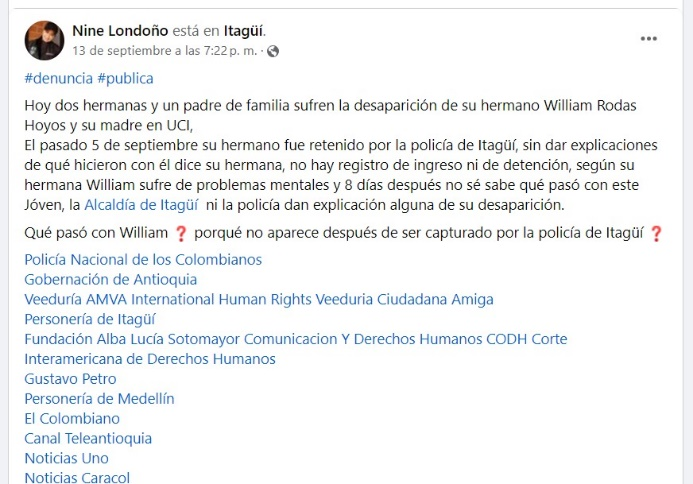 Nine Londoño está en Itagüí.
13 de septiembre a las 7:22 p. m. ·
#denuncia #publica
Hoy dos hermanas y un padre de familia sufren la desaparición de su hermano William Rodas
Hoyos y su madre en UCI,
El pasado 5 de septiembre su hermano fue retenido por la policía de Itagüí, sin dar explicaciones
de qué hicieron con él dice su hermana, no hay registro de ingreso ni de detención, según su
hermana William sufre de problemas mentales y 8 días después no sé sabe qué pasó con este
Jóven, la Alcaldía de Itagüí ni la policía dan explicación alguna de su desaparición.
Qué pasó con William ❓ porqué no aparece después de ser capturado por la policía de Itagüí ❓
Policía Nacional de los Colombianos
Gobernación de Antioquia
Veeduría AMVA International Human Rights Veeduria Ciudadana Amiga
Personería de Itagüí
Fundación Alba Lucía Sotomayor Comunicacion Y Derechos Humanos CODH Corte
Interamericana de Derechos Humanos
Gustavo Petro
Personería de Medellín
El Colombiano
Canal Teleantioquia
Noticias Uno
Noticias Caracol